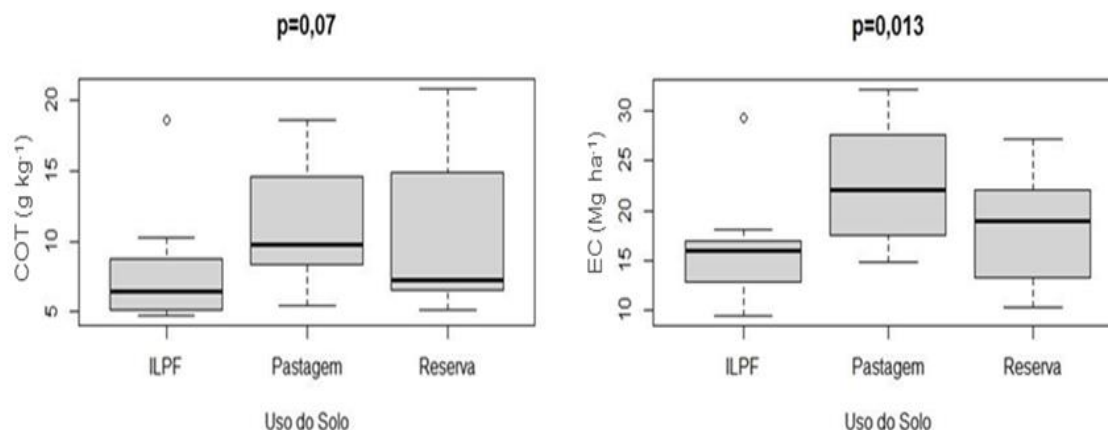 p=0,07
COT (g kg⁻¹)
20
15
10
5
ILPF Pastagem Reserva
Uso do Solo
p=0,013
EC (Mg ha⁻¹)
30
25
20
15
10
ILPF Pastagem Reserva
Uso do Solo